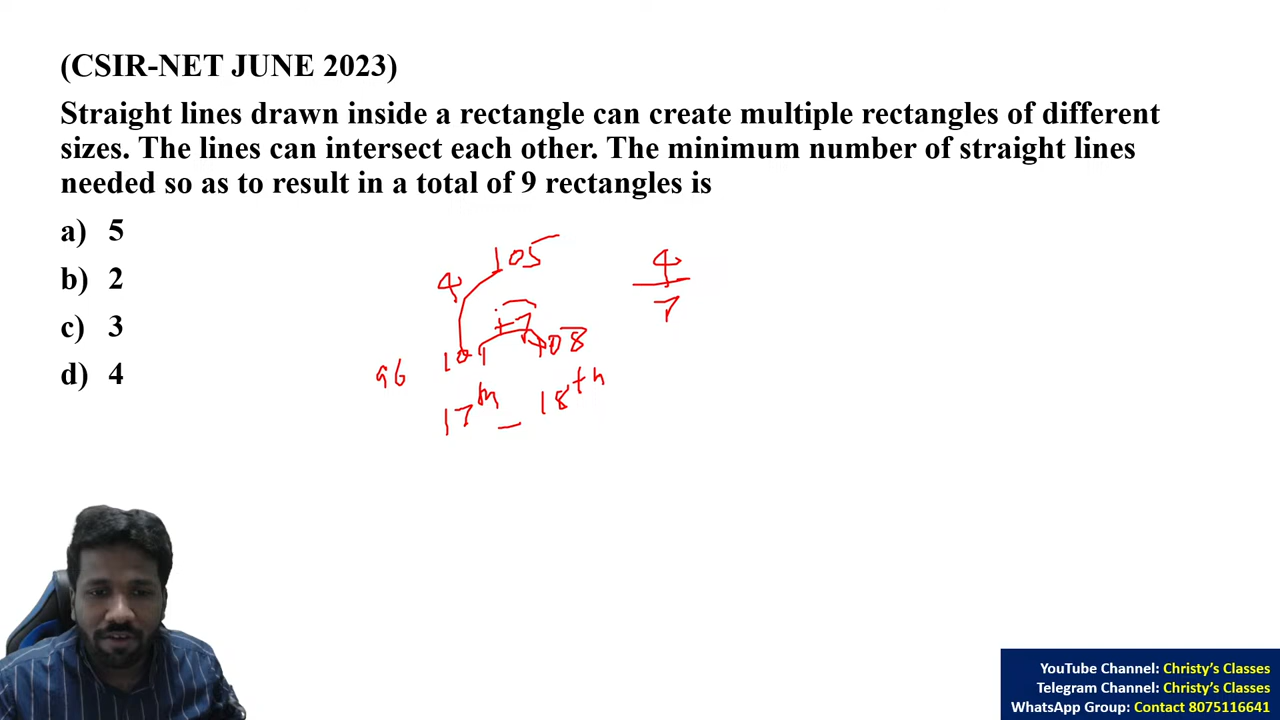 (CSIR-NET JUNE 2023)
Straight lines drawn inside a rectangle can create multiple rectangles of different
sizes. The lines can intersect each other. The minimum number of straight lines
needed so as to result in a total of 9 rectangles is
a) 5
b) 2
c) 3
d) 4
105
4
4
7
+7
96 101 108
17th - 18th
YouTube Channel: Christy's Classes
Telegram Channel: Christy's Classes
WhatsApp Group: Contact 8075116641